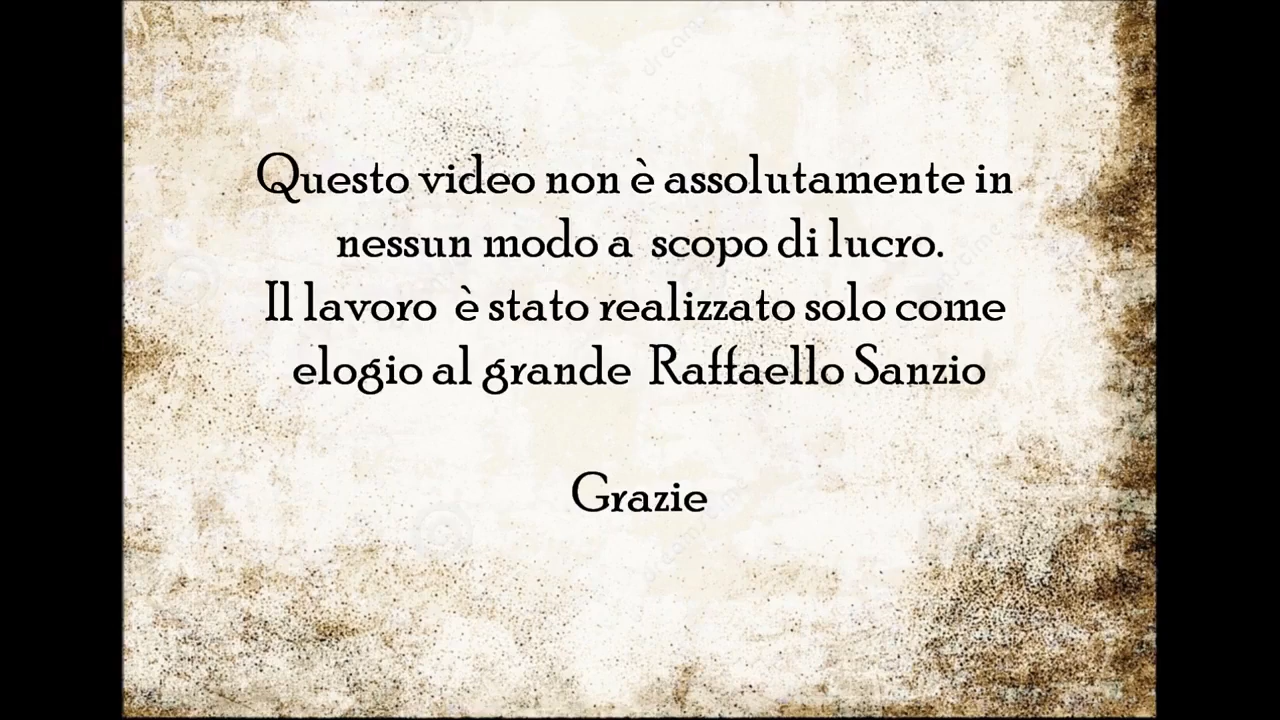 Questo video non è assolutamente in
nessun modo a scopo di lucro.
Il lavoro è stato realizzato solo come
elogio al grande Raffaello Sanzio
Grazie